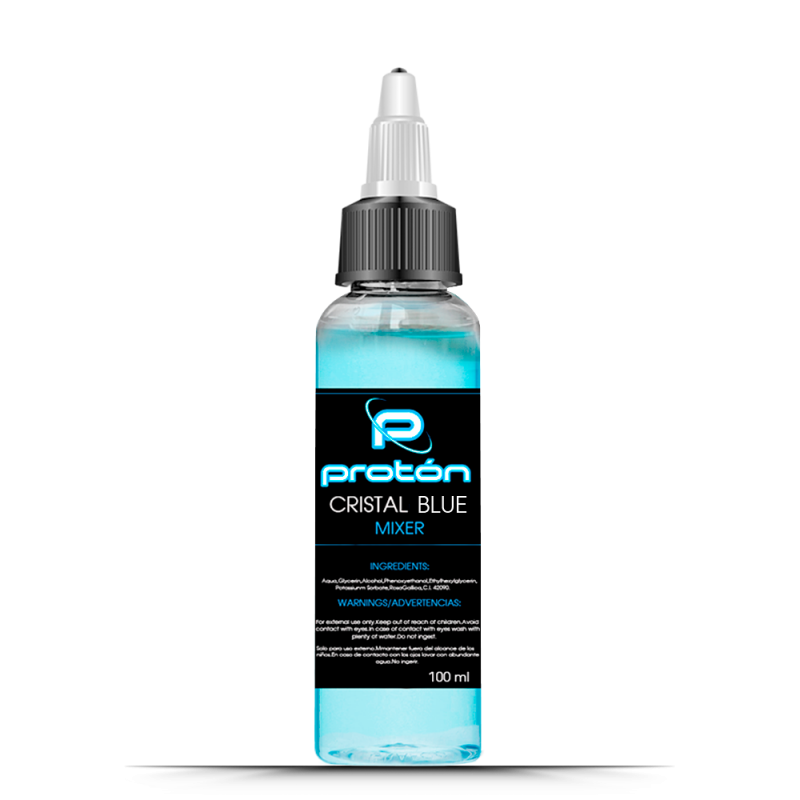 P
protón
CRISTAL BLUE
MIXER
INGREDIENTS:
Aqua,Glycerin,Alcohol,Phenoxyethanol,Ethylhexylglycerin,
Potassium Sorbate,RosaGallica,C.I. 42090.
WARNINGS/ADVERTENCIAS:
For external use only.Keep out of reach of children.Avoid
contact with eyes.In case of contact with eyes wash with
plenty of water.Do not ingest.
Solo para uso externo.Mmantener fuera del alcance de los
niños.En caso de contacto con los ojos lavar con abundante
agua.No ingerir.
100 ml